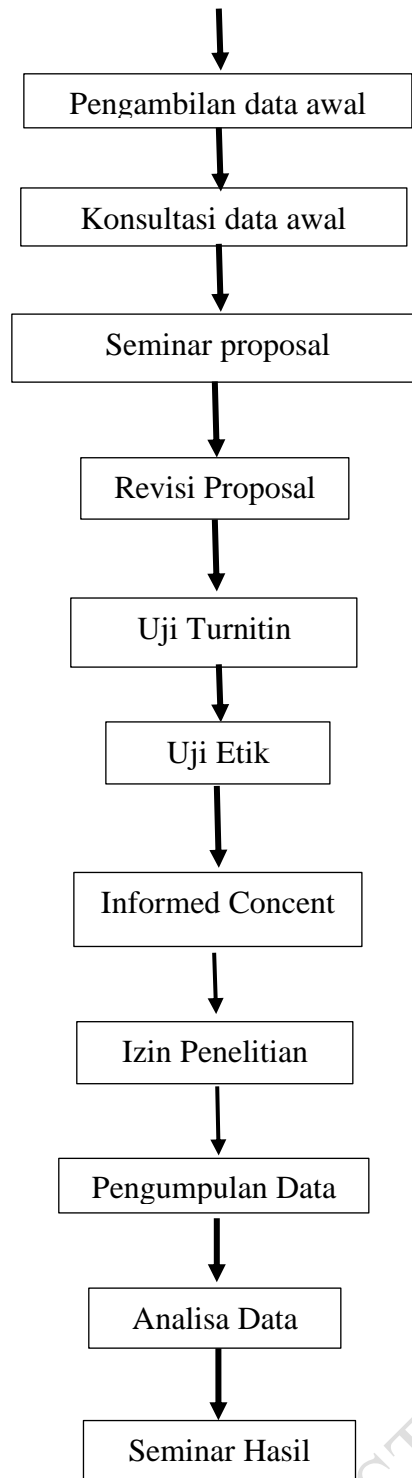 Pengambilan data awal
Konsultasi data awal
Seminar proposal
Revisi Proposal
Uji Turnitin
Uji Etik
Informed Concent
Izin Penelitian
Pengumpulan Data
Analisa Data
Seminar Hasil